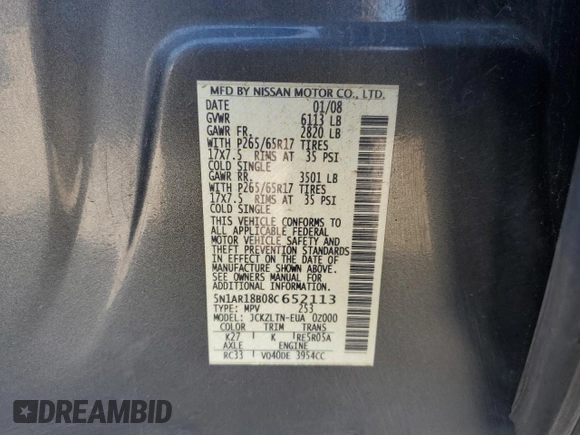 MFD BY NISSAN MOTOR CO., LTD.
DATE 01/08
GVWR 6113 LB
GAWR FR. 2820 LB
WITH P265/65R17 TIRES
17x7.5 RIMS AT 35 PSI
COLD SINGLE
GAWR RR. 3501 LB
WITH P265/65R17 TIRES
17x7.5 RIMS AT 35 PSI
COLD SINGLE
THIS VEHICLE CONFORMS TO
ALL APPLICABLE FEDERAL
MOTOR VEHICLE SAFETY AND
THEFT PREVENTION STANDARDS
IN EFFECT ON THE DATE OF
MANUFACTURE SHOWN ABOVE.
SEE OWNERS MANUAL FOR
ADDITIONAL INFORMATION.
5N1AR18B08C652113
TYPE: MPV 253
MODEL: JCKZLTN-EUA 0Z000
COLOR TRIM TRANS
K27 K RE5R05A
AXLE ENGINE
RC33 VQ40DE 3954CC
DREAMBID